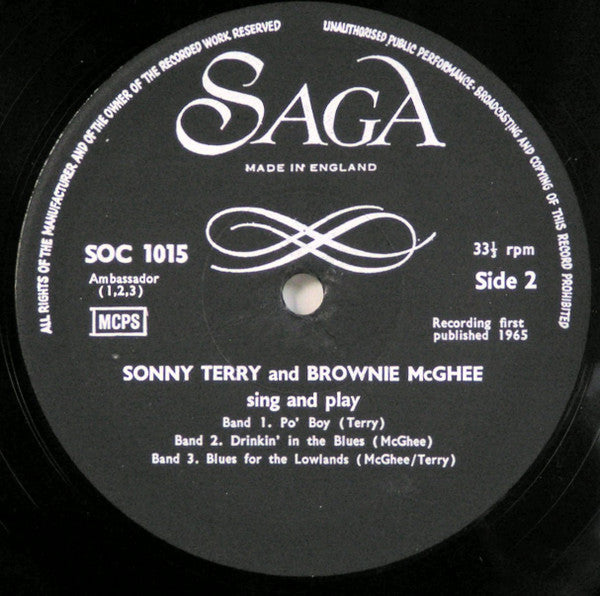 ALL RIGHTS OF THE MANUFACTURER AND OF THE OWNER OF THE RECORDED WORK RESERVED
UNAUTHORISED PUBLIC PERFORMANCE · BROADCASTING AND COPYING OF THIS RECORD PROHIBITED
SAGA
MADE IN ENGLAND
SOC 1015
33⅓ rpm
Ambassador
(1,2,3)
Side 2
MCPS
Recording first
published 1965
SONNY TERRY and BROWNIE McGHEE
sing and play
Band 1. Po' Boy (Terry)
Band 2. Drinkin' in the Blues (McGhee)
Band 3. Blues for the Lowlands (McGhee/Terry)